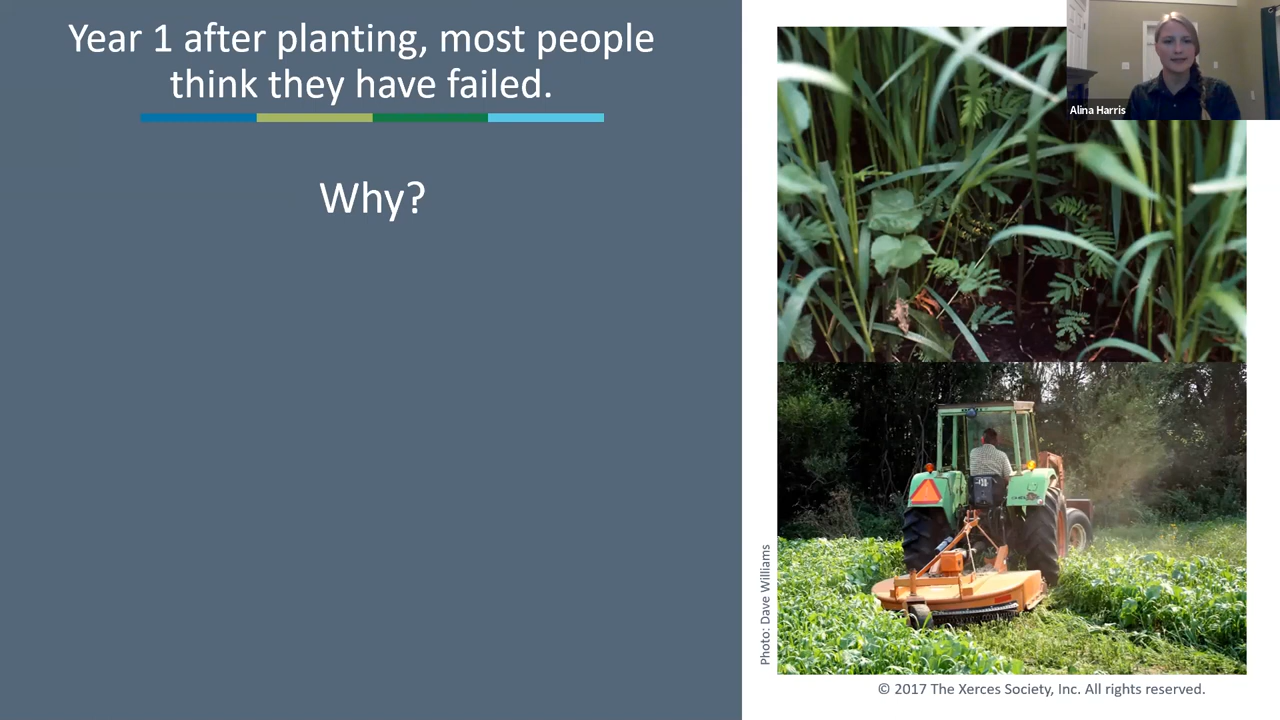 Year 1 after planting, most people
think they have failed.
Why?
Alina Harris
Photo: Dave Williams
© 2017 The Xerces Society, Inc. All rights reserved.